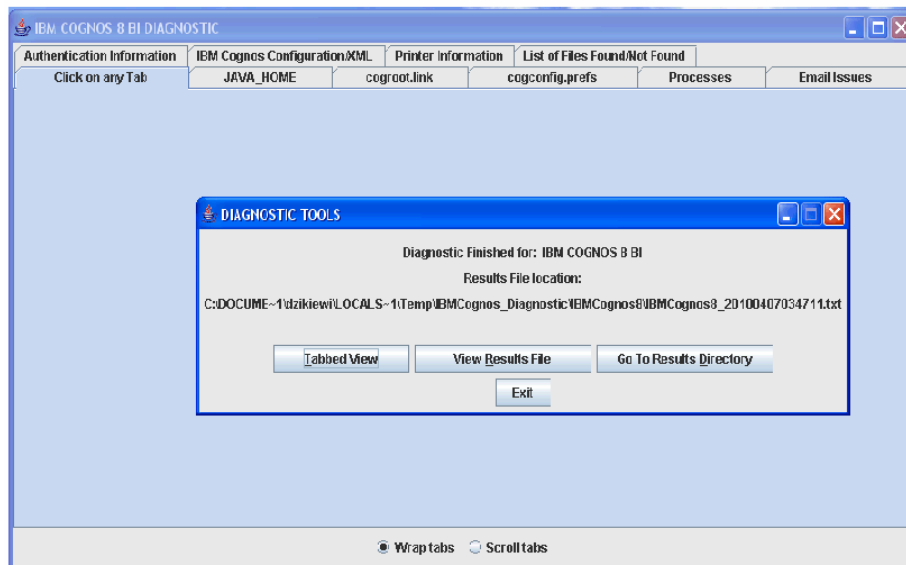 IBM COGNOS 8 BI DIAGNOSTIC
Authentication Information IBM Cognos Configuration/XML Printer Information List of Files Found/Not Found
Click on any Tab JAVA_HOME cogroot.link cogconfig.prefs Processes Email Issues
DIAGNOSTIC TOOLS
Diagnostic Finished for: IBM COGNOS 8 BI
Results File location:
C:\DOCUME~1\dzikiewi\LOCALS~1\Temp\IBMCognos_Diagnostic\IBMCognos8\IBMCognos8_20100407034711.txt
Tabbed View View Results File Go To Results Directory
Exit
Wrap tabs Scroll tabs